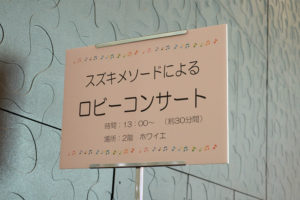 スズキメソードによる
ロビーコンサート
時間：13：00～ （約30分間）
場所：2階 ホワイエ